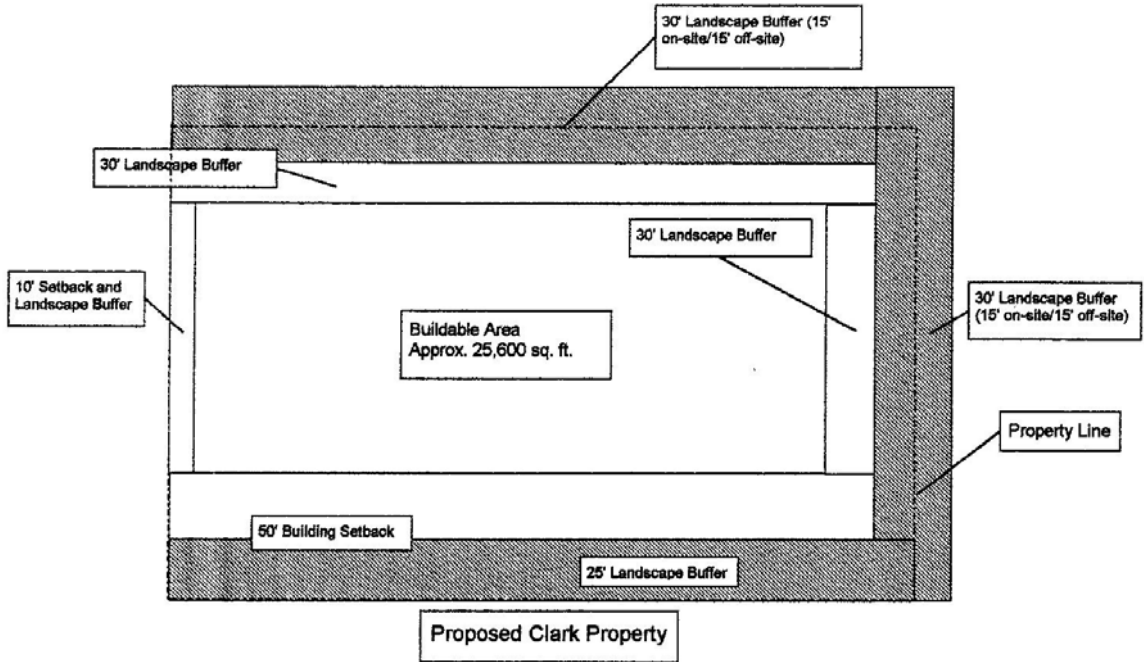 30' Landscape Buffer (15'
on-site/15' off-site)
30' Landscape Buffer
30' Landscape Buffer
10' Setback and
Landscape Buffer
30' Landscape Buffer
(15' on-site/15' off-site)
Buildable Area
Approx. 25,600 sq. ft.
Property Line
50' Building Setback
25' Landscape Buffer
Proposed Clark Property